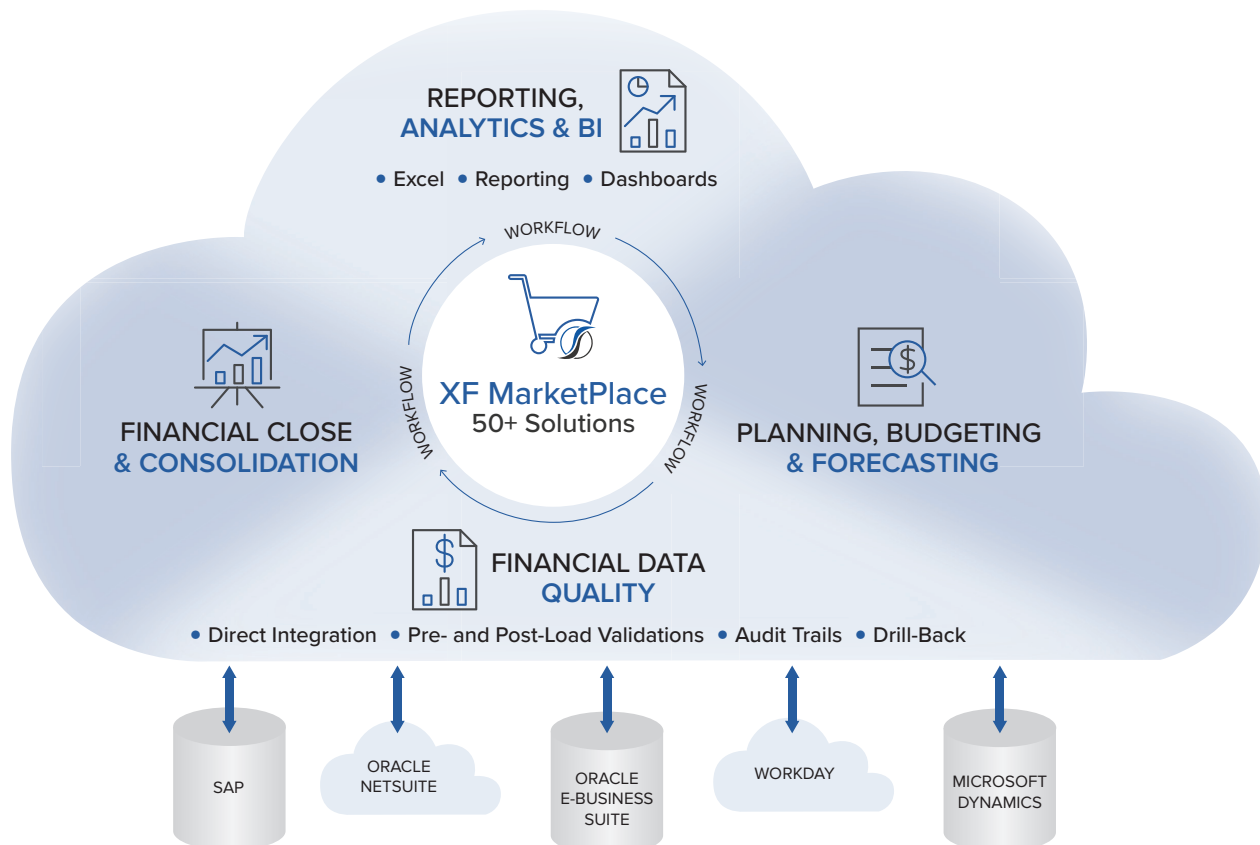 REPORTING,
ANALYTICS & BI
• Excel • Reporting • Dashboards
WORKFLOW
XF MarketPlace
50+ Solutions
WORKFLOW
WORKFLOW
FINANCIAL CLOSE
& CONSOLIDATION
PLANNING, BUDGETING
& FORECASTING
$
$
FINANCIAL DATA
QUALITY
• Direct Integration • Pre- and Post-Load Validations • Audit Trails • Drill-Back
SAP
ORACLE
NETSUITE
ORACLE
E-BUSINESS
SUITE
WORKDAY
MICROSOFT
DYNAMICS